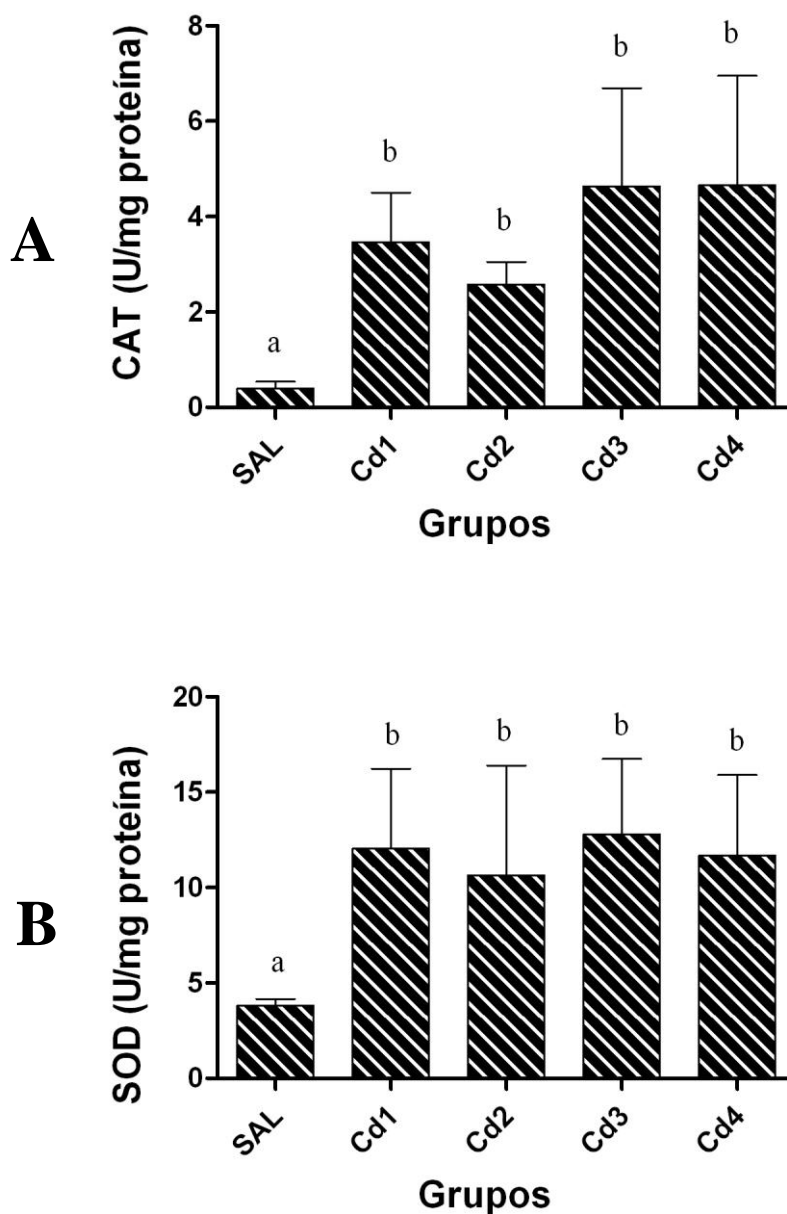 A
CAT (U/mg proteína)
8
6
4
2
0
a
b
b
b
b
SAL
Cd1
Cd2
Cd3
Cd4
Grupos
B
SOD (U/mg proteína)
20
15
10
5
0
a
b
b
b
b
SAL
Cd1
Cd2
Cd3
Cd4
Grupos